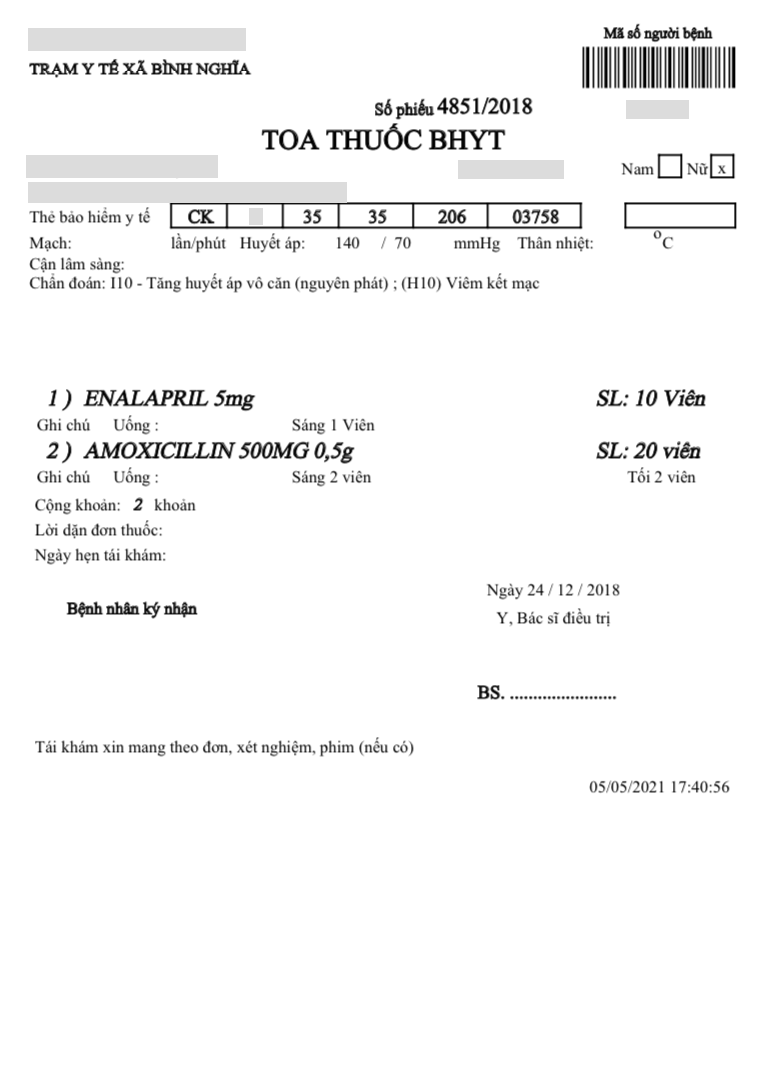 Mã số người bệnh
TRẠM Y TẾ XÃ BÌNH NGHĨA
Số phiếu 4851/2018
TOA THUỐC BHYT
Nam Nữ x
Thẻ bảo hiểm y tế CK 35 35 206 03758
Mạch: lần/phút Huyết áp: 140 / 70 mmHg Thân nhiệt: °C
Cận lâm sàng:
Chẩn đoán: I10 - Tăng huyết áp vô căn (nguyên phát) ; (H10) Viêm kết mạc
1 ) ENALAPRIL 5mg SL: 10 Viên
Ghi chú Uống : Sáng 1 Viên
2 ) AMOXICILLIN 500MG 0,5g SL: 20 viên
Ghi chú Uống : Sáng 2 viên Tối 2 viên
Cộng khoản: 2 khoản
Lời dặn đơn thuốc:
Ngày hẹn tái khám:
Ngày 24 / 12 / 2018
Bệnh nhân ký nhận
Y, Bác sĩ điều trị
BS. .......................
Tái khám xin mang theo đơn, xét nghiệm, phim (nếu có)
05/05/2021 17:40:56